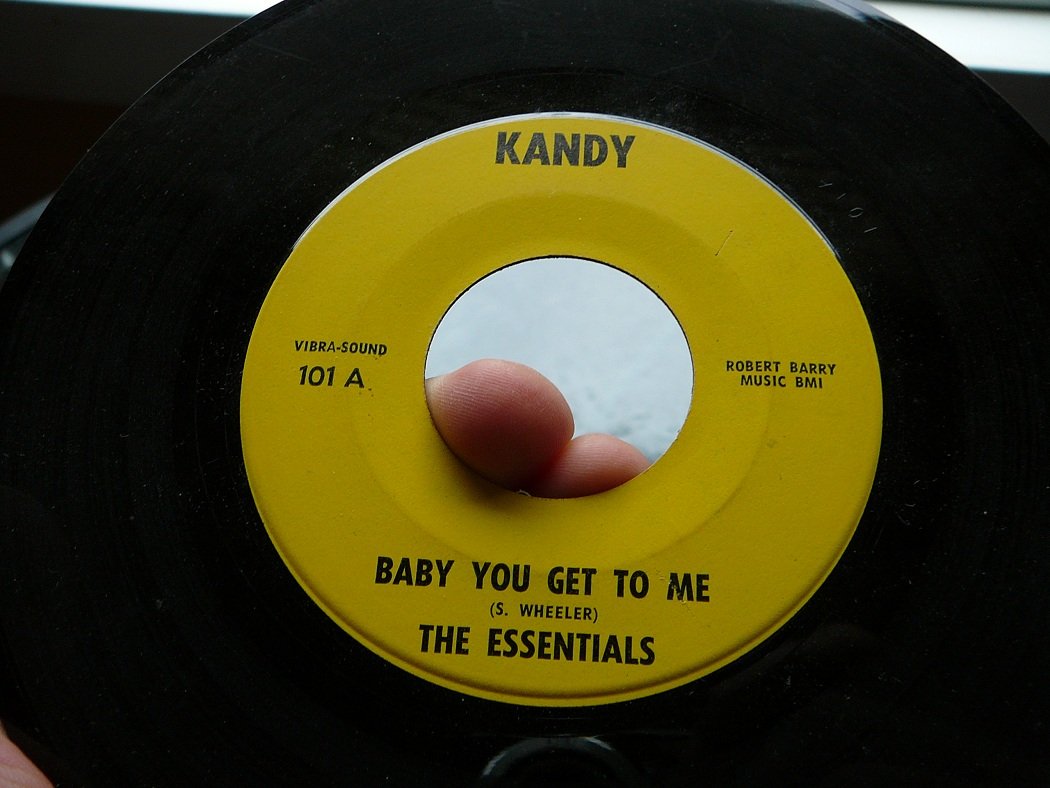 KANDY
VIBRA-SOUND
101 A
ROBERT BARRY
MUSIC BMI
BABY YOU GET TO ME
(S. WHEELER)
THE ESSENTIALS